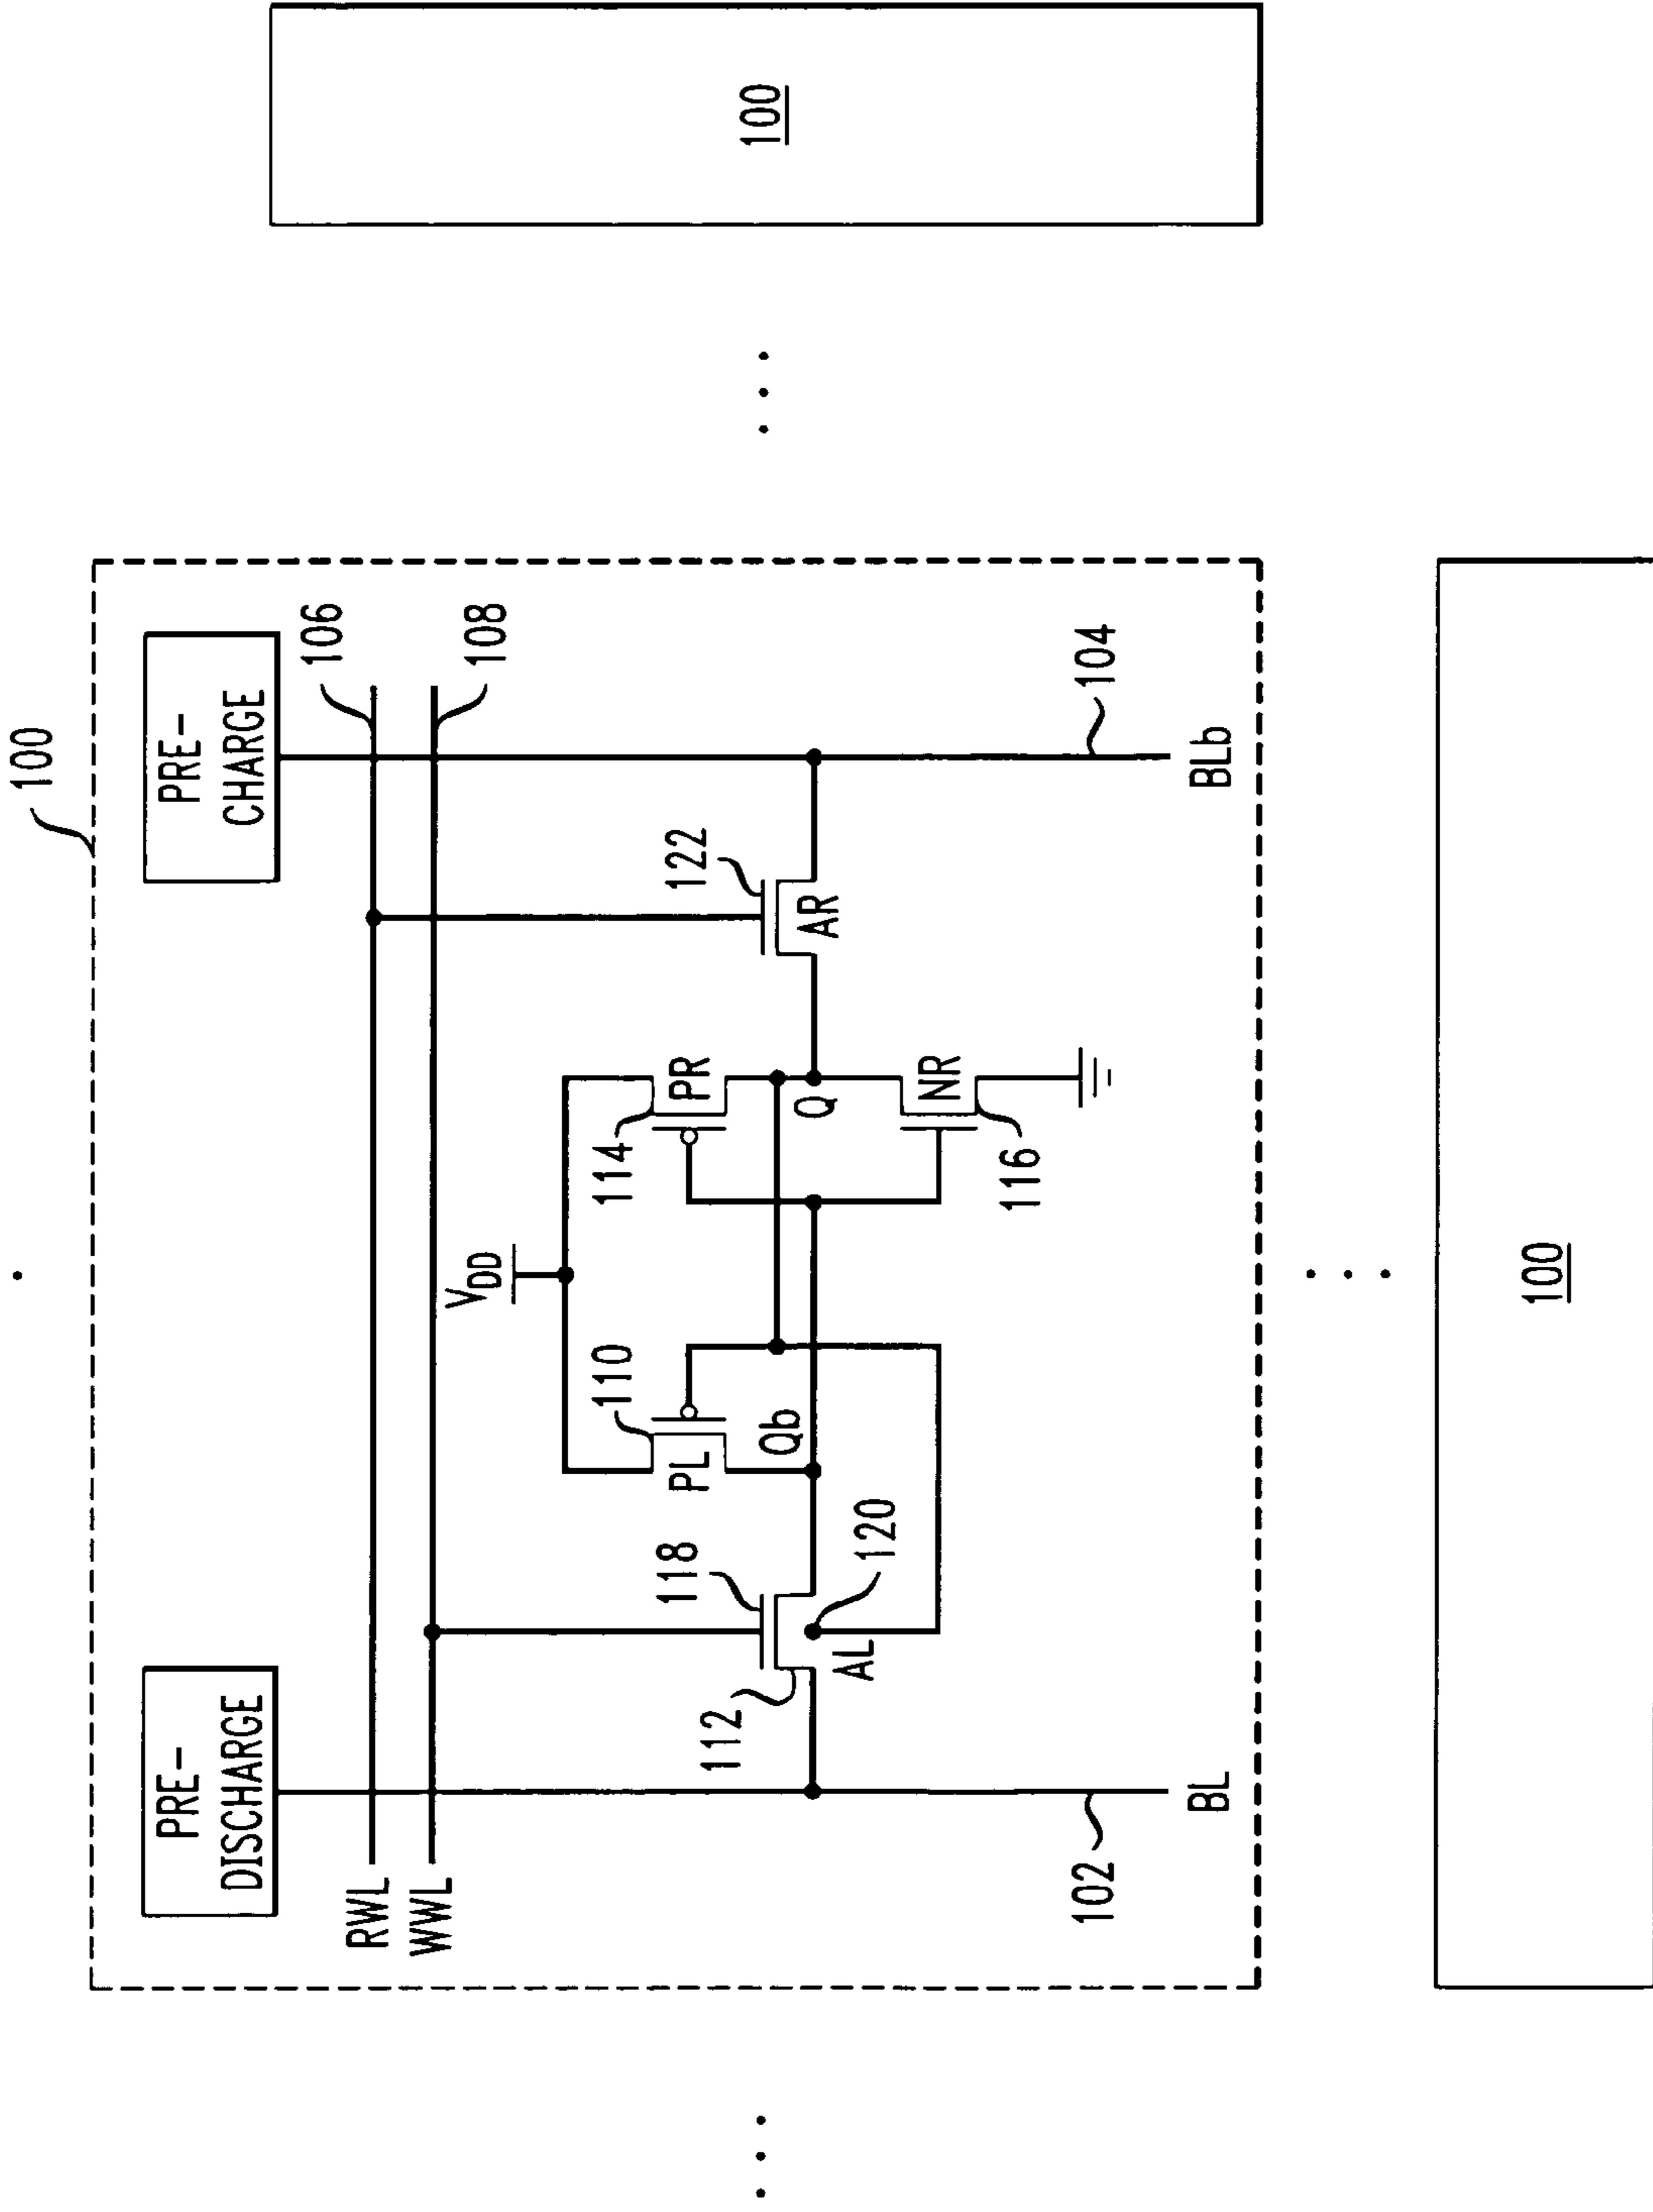 100
PRE-
DISCHARGE
PRE-
CHARGE
106
RWL
WWL
108
VDD
110
114
PL
PR
118
122
112
Qb
Q
AR
AL
120
NR
116
102
104
BL
BLb
100
100